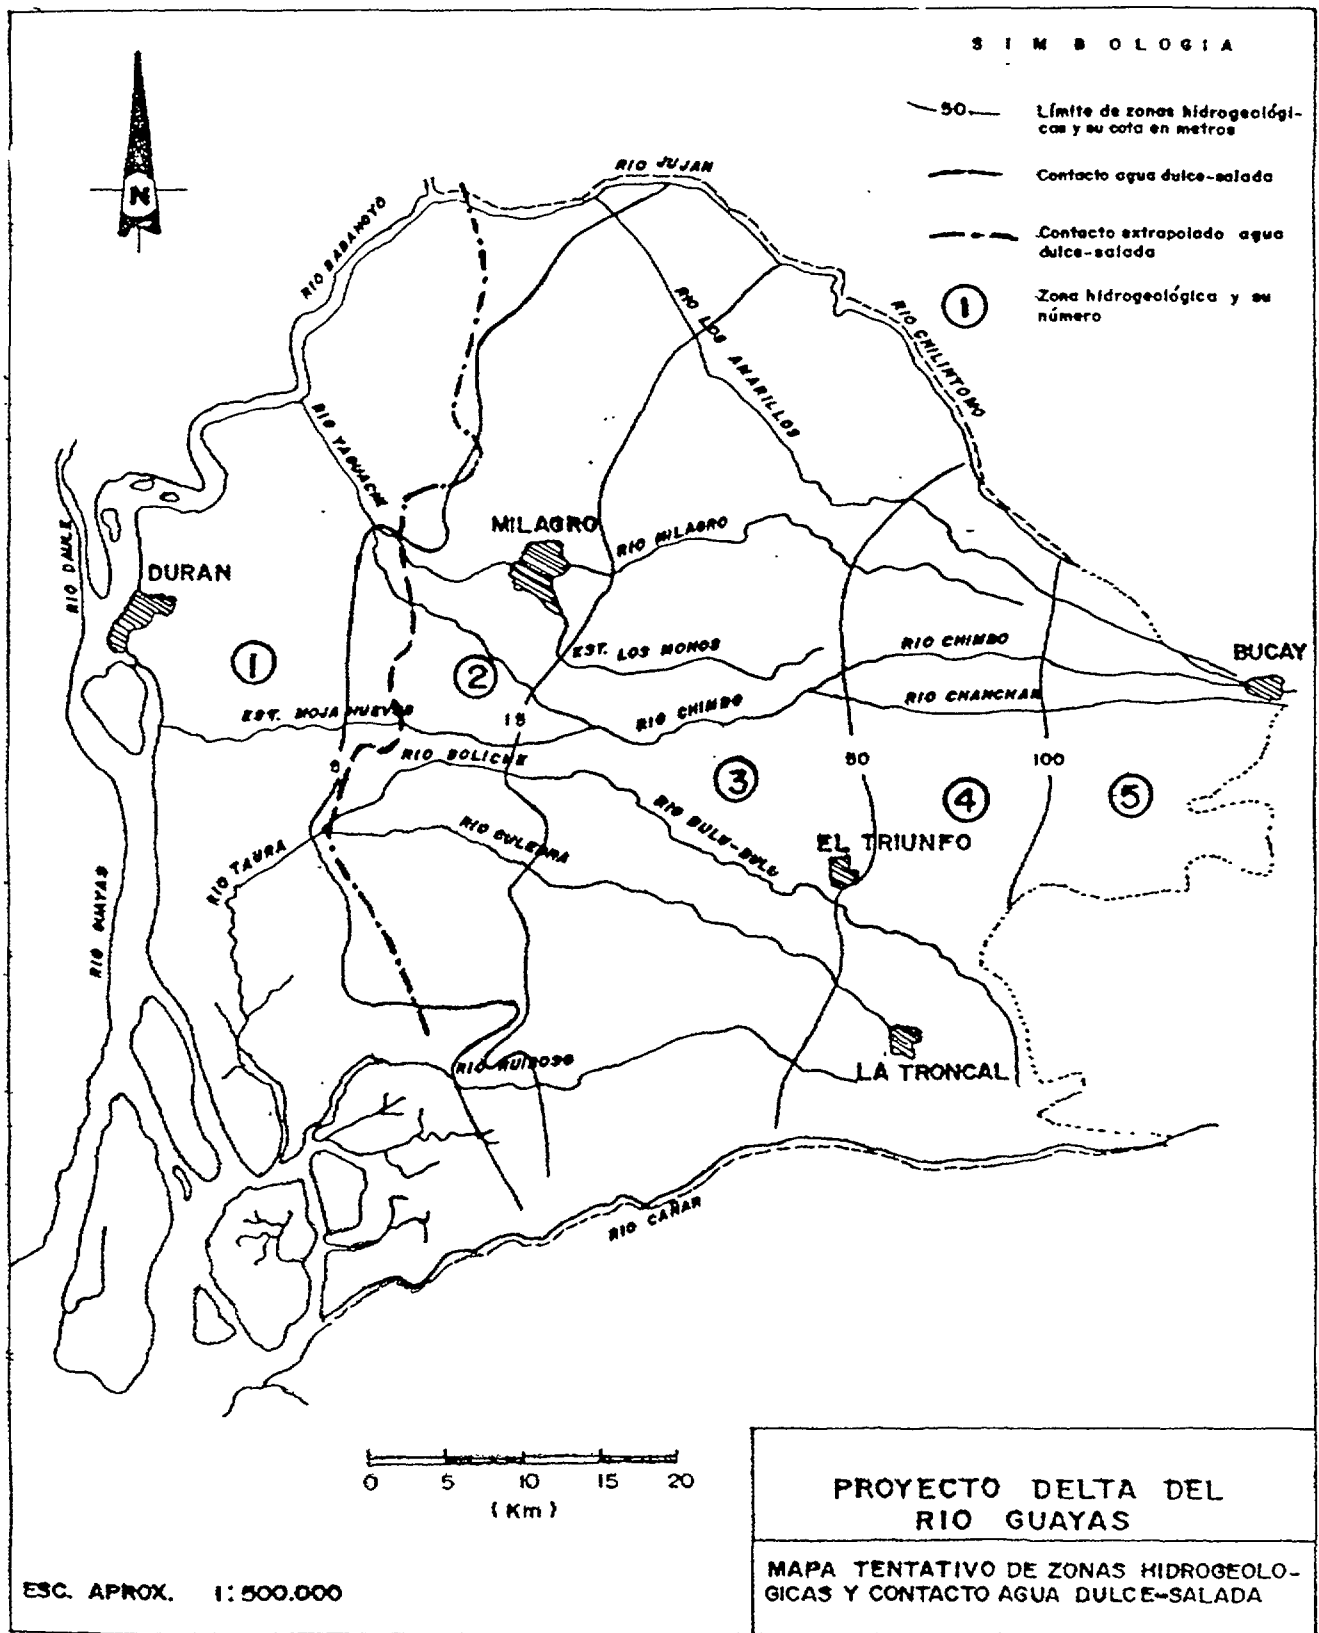 SIMBOLOGIA
50
Límite de zonas hidrogeológi-
cas y su cota en metros
Contacto agua dulce-salada
Contacto extrapolado agua
dulce-salada
1
Zona hidrogeológica y su
número
N
RIO JUJAN
RIO BABAHOYO
RIO LOS AMARILLOS
RIO CHILINTOMO
RIO YAGUACHI
RIO DAULE
MILAGRO
RIO MILAGRO
DURAN
EST. LOS MONOS
RIO CHIMBO
BUCAY
1
2
RIO CHANCHAN
EST. MOJA HUEVOS
15
RIO CHIMBO
RIO BOLICHE
50
100
3
4
5
RIO BULU-BULU
EL TRIUNFO
RIO CULEBRA
RIO TAURA
RIO GUAYAS
RIO RUIDOSO
LA TRONCAL
RIO CAÑAR
0 5 10 15 20
(Km)
PROYECTO DELTA DEL
RIO GUAYAS
MAPA TENTATIVO DE ZONAS HIDROGEOLO-
GICAS Y CONTACTO AGUA DULCE-SALADA
ESC. APROX. 1:500.000